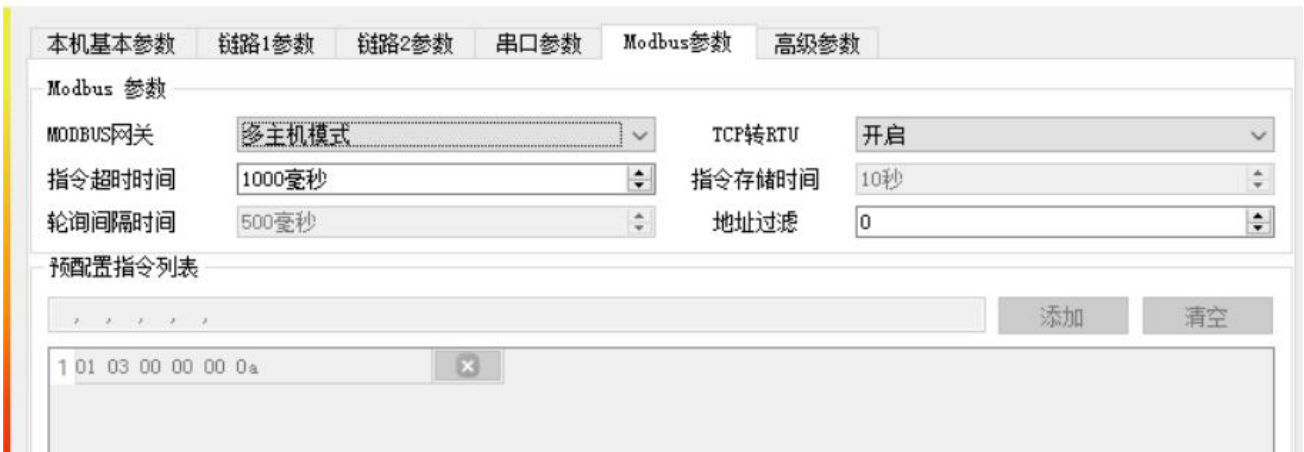 本机基本参数 链路1参数 链路2参数 串口参数 Modbus参数 高级参数
Modbus 参数
MODBUS网关 多主机模式 TCP转RTU 开启
指令超时时间 1000毫秒 指令存储时间 10秒
轮询间隔时间 500毫秒 地址过滤 0
预配置指令列表
, , , , , 添加 清空
1 01 03 00 00 00 0a